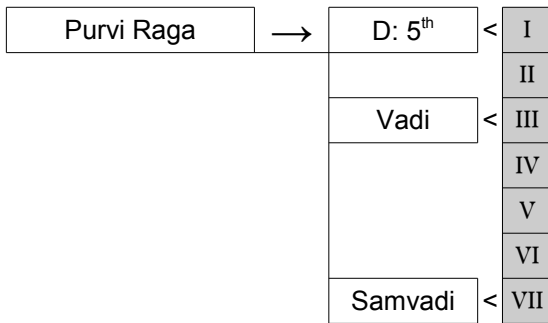 Purvi Raga → D: 5th < I
II
Vadi < III
IV
V
VI
Samvadi < VII